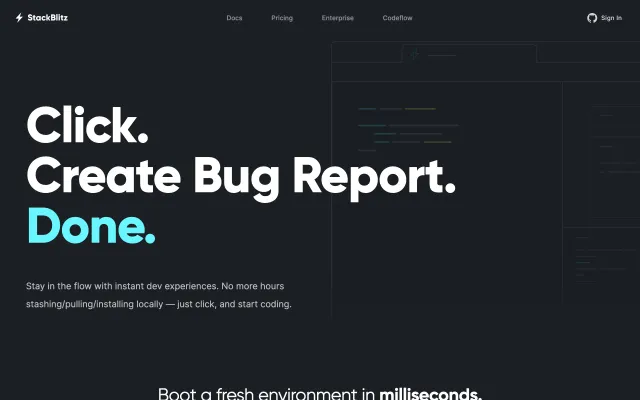 StackBlitz
Docs
Pricing
Enterprise
Codeflow
Sign In
Click.
Create Bug Report.
Done.
Stay in the flow with instant dev experiences. No more hours
stashing/pulling/installing locally — just click, and start coding.
Boot a fresh environment in milliseconds.